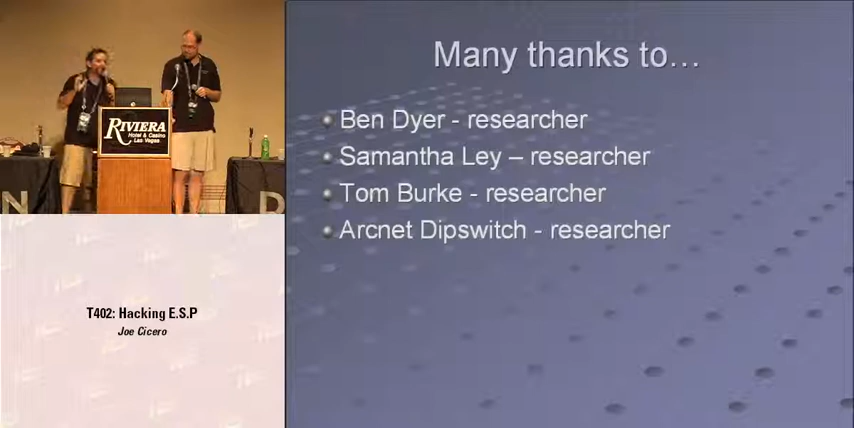 RIVIERA
Hotel & Casino
Las Vegas
N
D
T402: Hacking E.S.P
Joe Cicero
Many thanks to…
Ben Dyer - researcher
Samantha Ley – researcher
Tom Burke - researcher
Arcnet Dipswitch - researcher